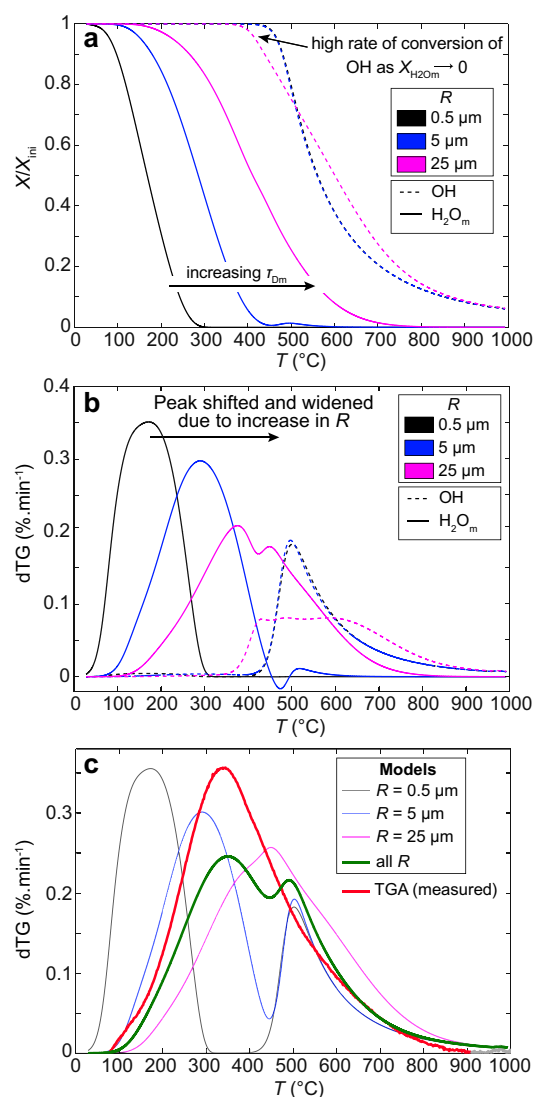 a
high rate of conversion of
OH as X_H2Om → 0
R
0.5 µm
5 µm
25 µm
OH
H₂Oₘ
increasing τ_Dm
X/X_ini
1
0.8
0.6
0.4
0.2
0
0 100 200 300 400 500 600 700 800 900 1000
T (°C)
b
Peak shifted and widened
due to increase in R
R
0.5 µm
5 µm
25 µm
OH
H₂Oₘ
dTG (%.min⁻¹)
0.4
0.3
0.2
0.1
0
0 100 200 300 400 500 600 700 800 900 1000
T (°C)
c
Models
R = 0.5 µm
R = 5 µm
R = 25 µm
all R
TGA (measured)
dTG (%.min⁻¹)
0.3
0.2
0.1
0
0 100 200 300 400 500 600 700 800 900 1000
T (°C)